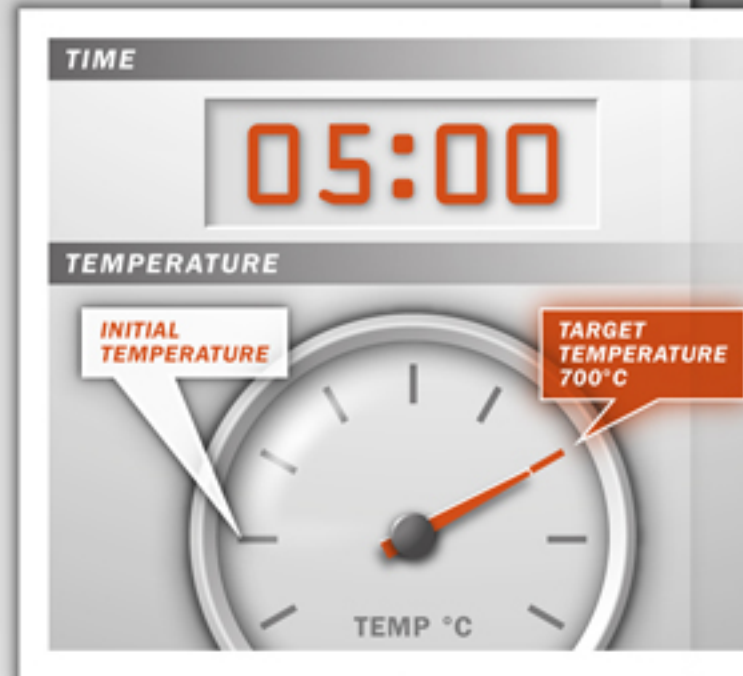 TIME
05:00
TEMPERATURE
INITIAL
TEMPERATURE
TARGET
TEMPERATURE
700°C
TEMP °C